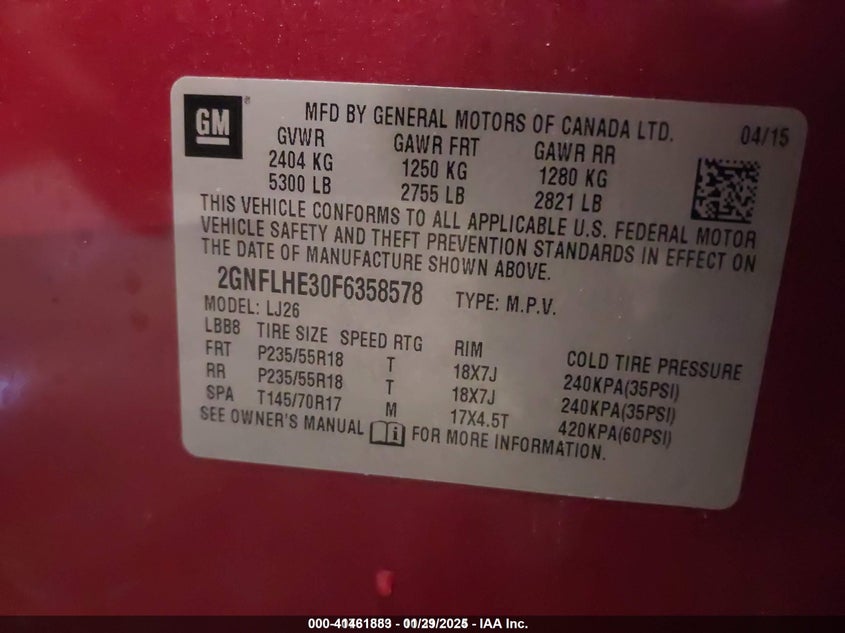 GM
MFD BY GENERAL MOTORS OF CANADA LTD. 04/15
GVWR GAWR FRT GAWR RR
2404 KG 1250 KG 1280 KG
5300 LB 2755 LB 2821 LB
THIS VEHICLE CONFORMS TO ALL APPLICABLE U.S. FEDERAL MOTOR
VEHICLE SAFETY AND THEFT PREVENTION STANDARDS IN EFFECT ON
THE DATE OF MANUFACTURE SHOWN ABOVE.
2GNFLHE30F6358578 TYPE: M.P.V.
MODEL: LJ26
LBB8 TIRE SIZE SPEED RTG RIM COLD TIRE PRESSURE
FRT P235/55R18 T 18X7J 240KPA(35PSI)
RR P235/55R18 T 18X7J 240KPA(35PSI)
SPA T145/70R17 M 17X4.5T 420KPA(60PSI)
SEE OWNER'S MANUAL FOR MORE INFORMATION.
- IAA Inc.